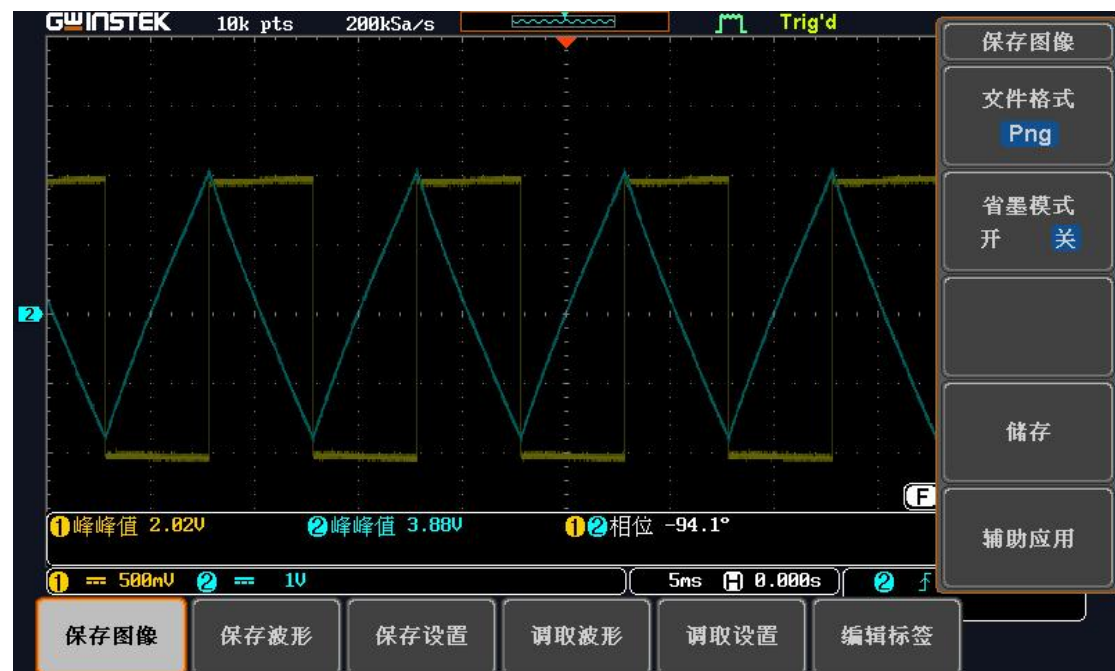 GWINSTEK 10k pts 200kSa/s Trig'd
保存图像
文件格式
Png
省墨模式
开 关
2
储存
F
1峰峰值 2.02V 2峰峰值 3.88V 12相位 -94.1°
辅助应用
1 500mV 2 1V 5ms H 0.000s 2
保存图像 保存波形 保存设置 调取波形 调取设置 编辑标签